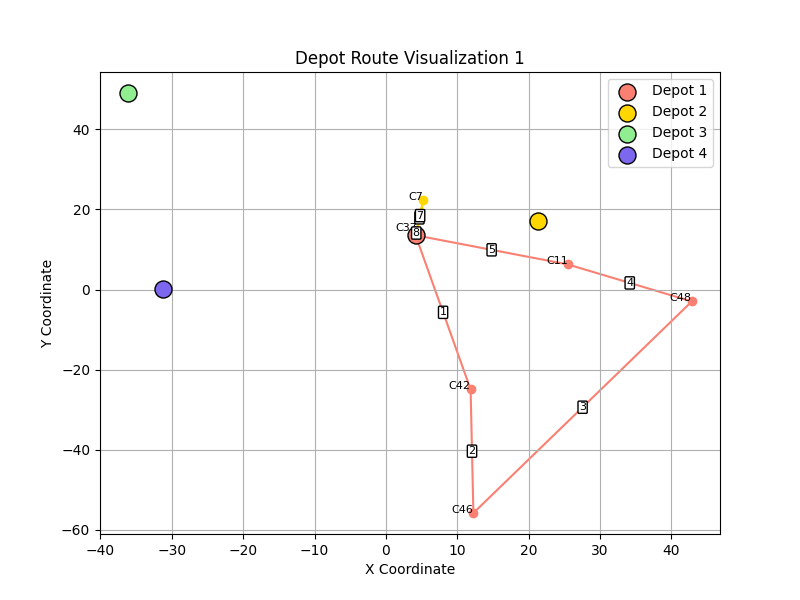 Depot Route Visualization 1
Depot 1
Depot 2
Depot 3
Depot 4
40
20
0
−20
−40
−60
Y Coordinate
C7
7
C37
8
5
C11
4
C48
1
C42
3
2
C46
−40
−30
−20
−10
0
10
20
30
40
X Coordinate